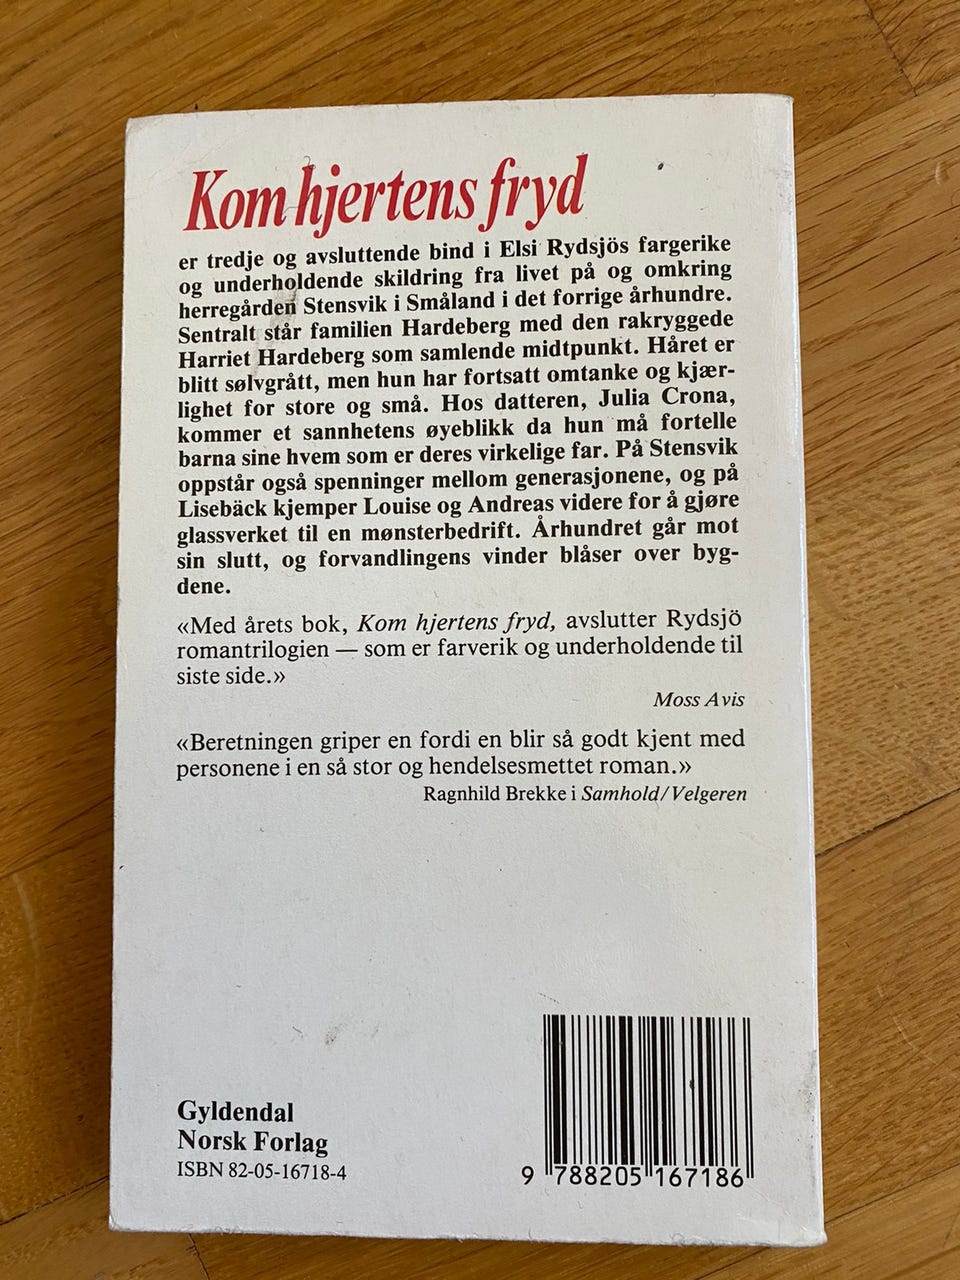 Kom hjertens fryd
er tredje og avsluttende bind i Elsi Rydsjös fargerike
og underholdende skildring fra livet på og omkring
herregården Stensvik i Småland i det forrige århundre.
Sentralt står familien Hardeberg med den rakryggede
Harriet Hardeberg som samlende midtpunkt. Håret er
blitt sølvgrått, men hun har fortsatt omtanke og kjær-
lighet for store og små. Hos datteren, Julia Crona,
kommer et sannhetens øyeblikk da hun må fortelle
barna sine hvem som er deres virkelige far. På Stensvik
oppstår også spenninger mellom generasjonene, og på
Lisebäck kjemper Louise og Andreas videre for å gjøre
glassverket til en mønsterbedrift. Århundret går mot
sin slutt, og forvandlingens vinder blåser over byg-
dene.
«Med årets bok, Kom hjertens fryd, avslutter Rydsjö
romantrilogien — som er farverik og underholdende til
siste side.»
Moss Avis
«Beretningen griper en fordi en blir så godt kjent med
personene i en så stor og hendelsesmettet roman.»
Ragnhild Brekke i Samhold/Velgeren
Gyldendal
Norsk Forlag
ISBN 82-05-16718-4
9 788205 167186